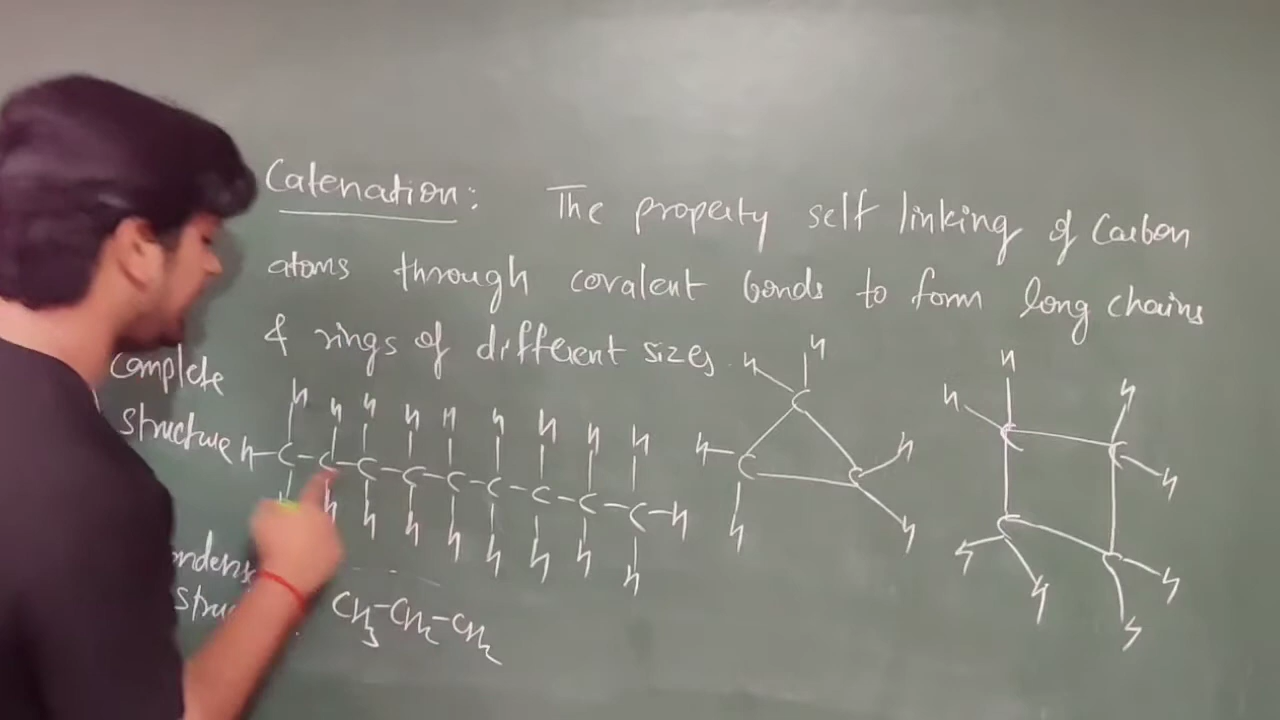 Catenation: The property self linking of Carbon
atoms through covalent bonds to form long chains
& rings of different sizes.
Complete
structure
H H H H H H H H H
H-C-C-C-C-C-C-C-C-C-H
H H H H H H H H H
H H
H C C H
C H
H
H H H
C C H
C C H
H H H
CH3-CH2-CH2